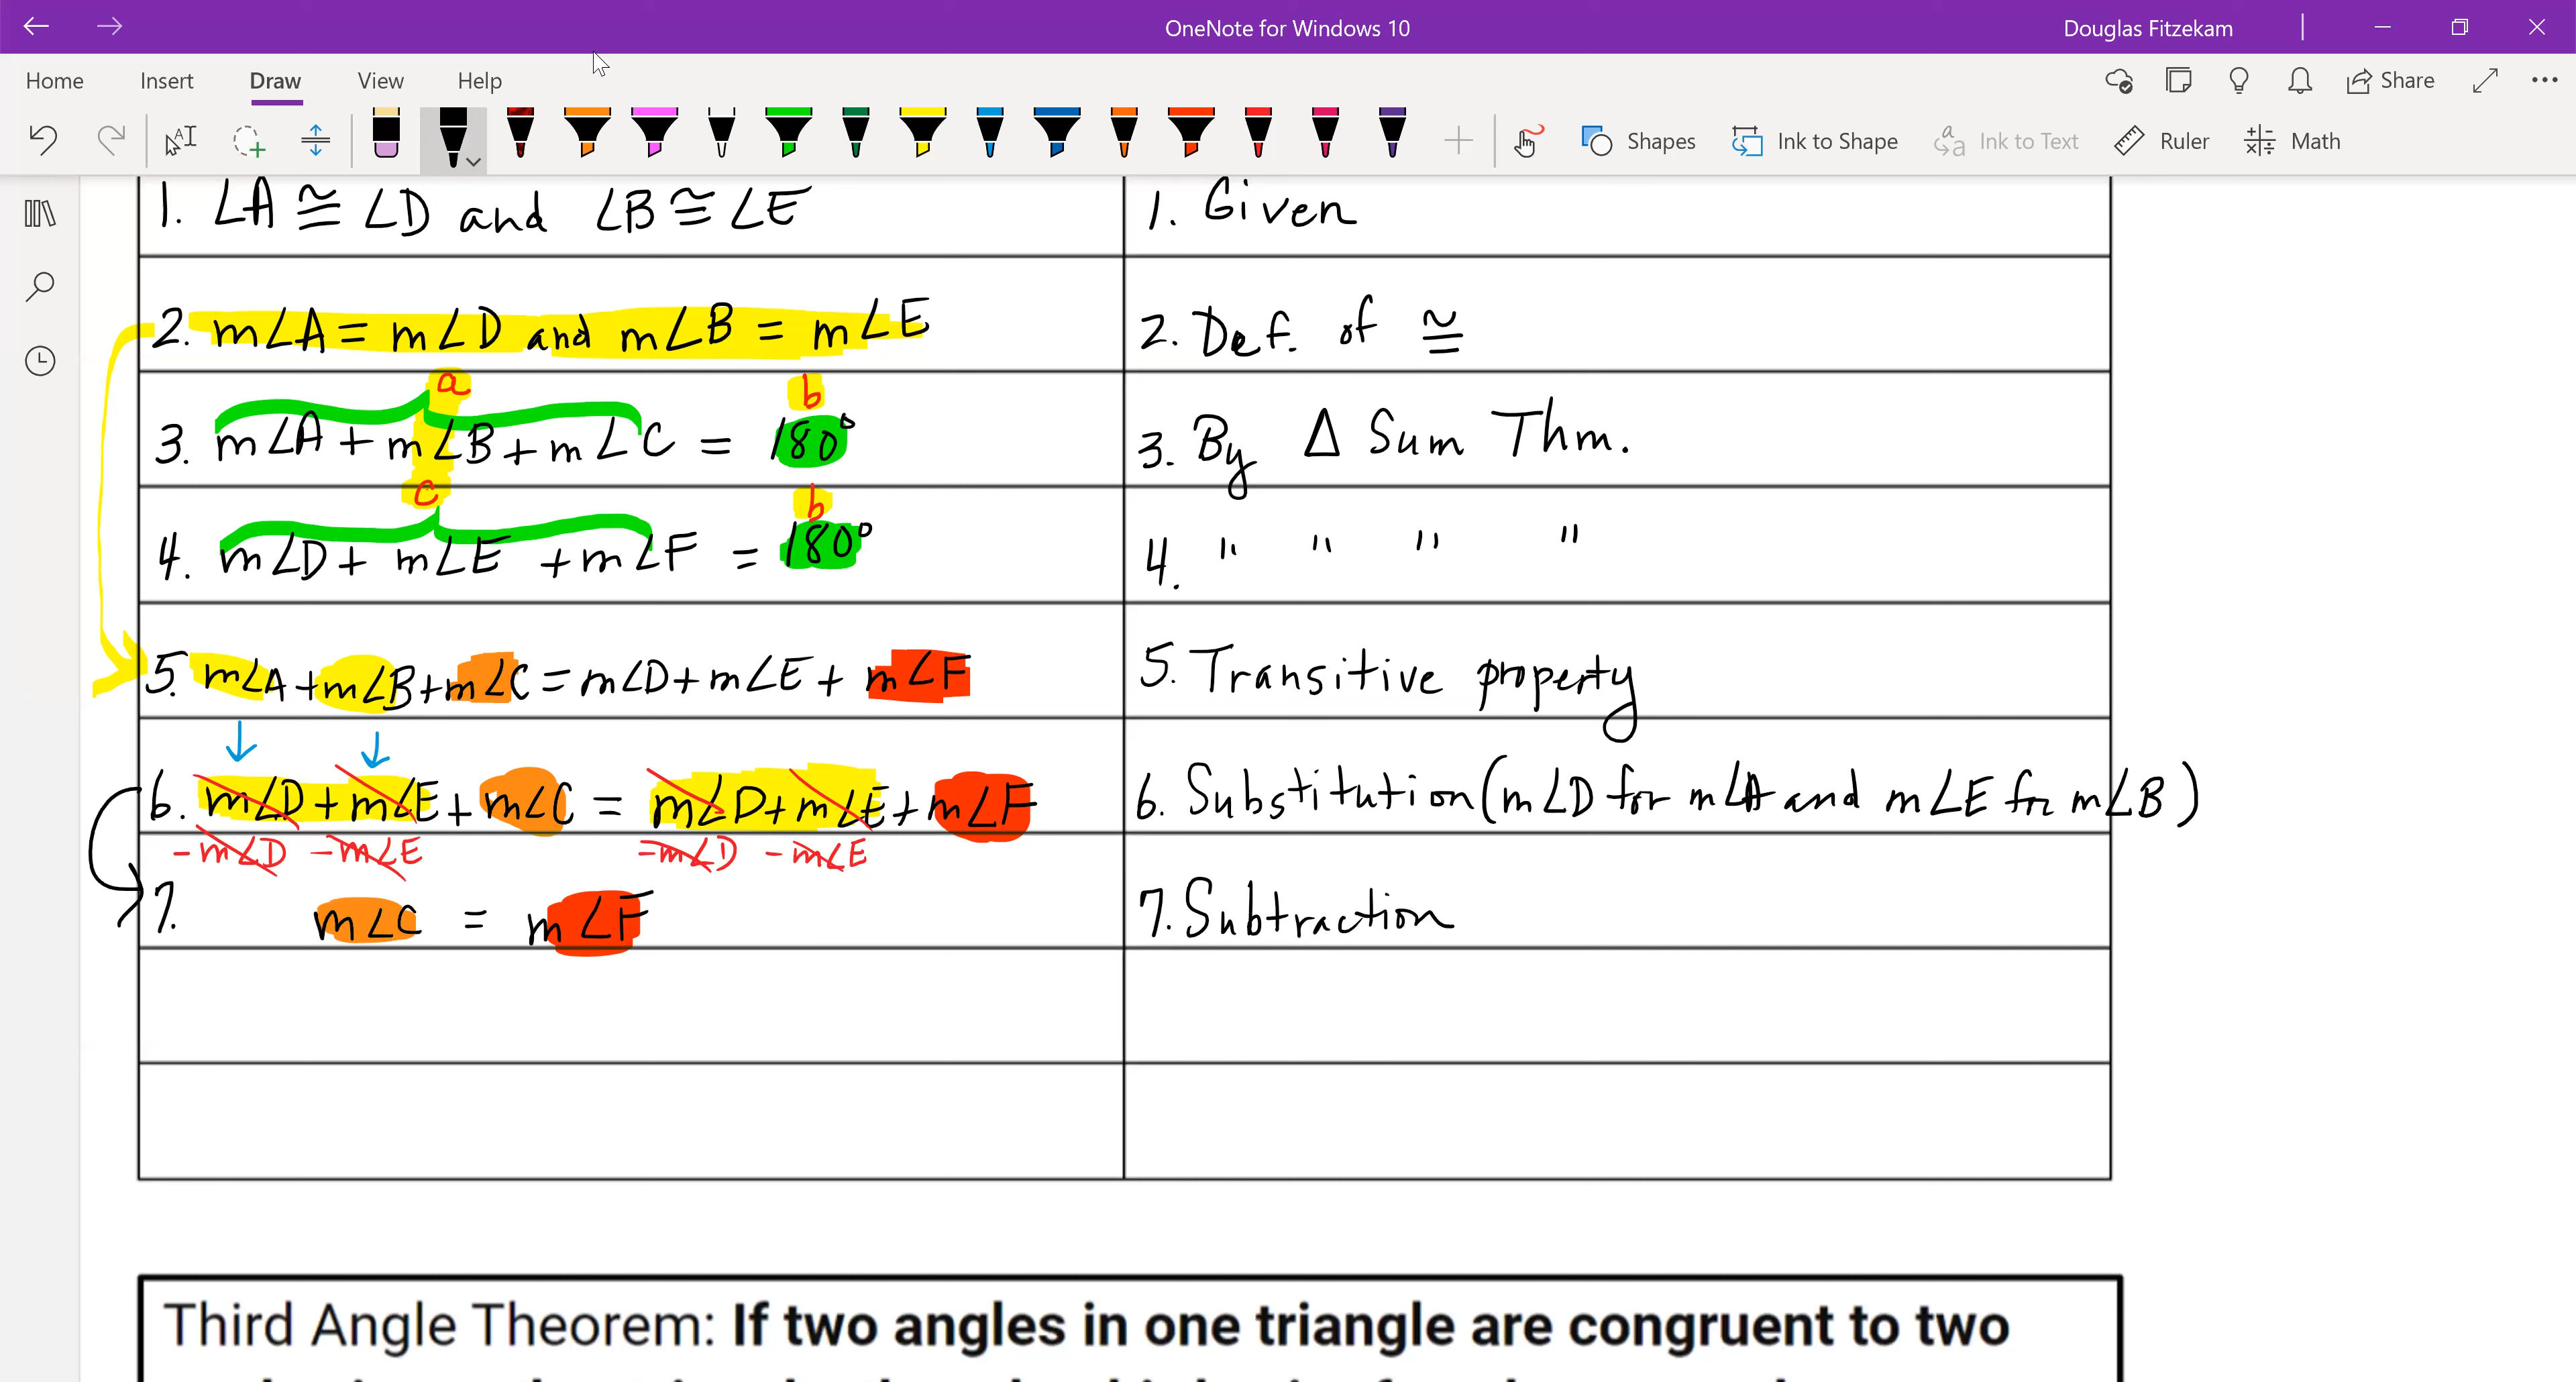 OneNote for Windows 10
Douglas Fitzekam
Home Insert Draw View Help
Share
Shapes Ink to Shape Ink to Text Ruler Math
1. ∠A ≅ ∠D and ∠B ≅ ∠E
1. Given
2. m∠A = m∠D and m∠B = m∠E
2. Def. of ≅
a b
3. m∠A + m∠B + m∠C = 180°
3. By Δ Sum Thm.
c b
4. m∠D + m∠E + m∠F = 180°
4. " " " "
5. m∠A + m∠B + m∠C = m∠D + m∠E + m∠F
5. Transitive property
6. m∠D + m∠E + m∠C = m∠D + m∠E + m∠F
6. Substitution (m∠D for m∠A and m∠E for m∠B)
- m∠D - m∠E - m∠D - m∠E
7. m∠C = m∠F
7. Subtraction
Third Angle Theorem: If two angles in one triangle are congruent to two